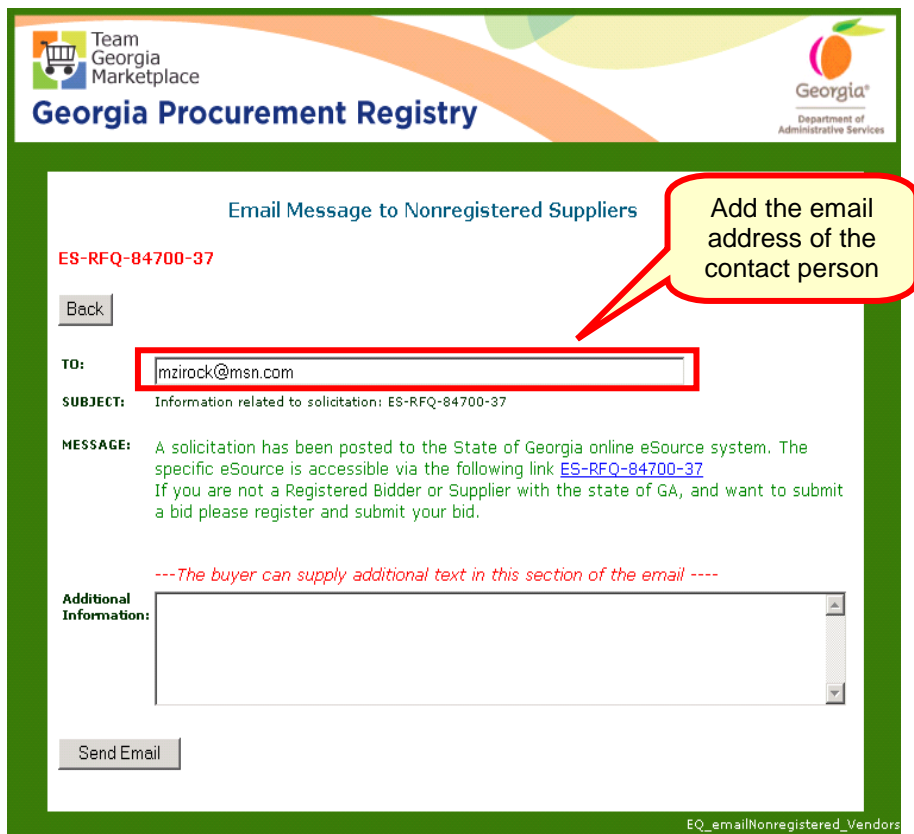 Team
Georgia
Marketplace
Georgia Procurement Registry
Georgia®
Department of
Administrative Services
Email Message to Nonregistered Suppliers
Add the email
address of the
contact person
ES-RFQ-84700-37
Back
TO: mzirock@msn.com
SUBJECT: Information related to solicitation: ES-RFQ-84700-37
MESSAGE: A solicitation has been posted to the State of Georgia online eSource system. The
specific eSource is accessible via the following link ES-RFQ-84700-37
If you are not a Registered Bidder or Supplier with the state of GA, and want to submit
a bid please register and submit your bid.
---The buyer can supply additional text in this section of the email ----
Additional
Information:
Send Email
EQ_emailNonregistered_Vendors